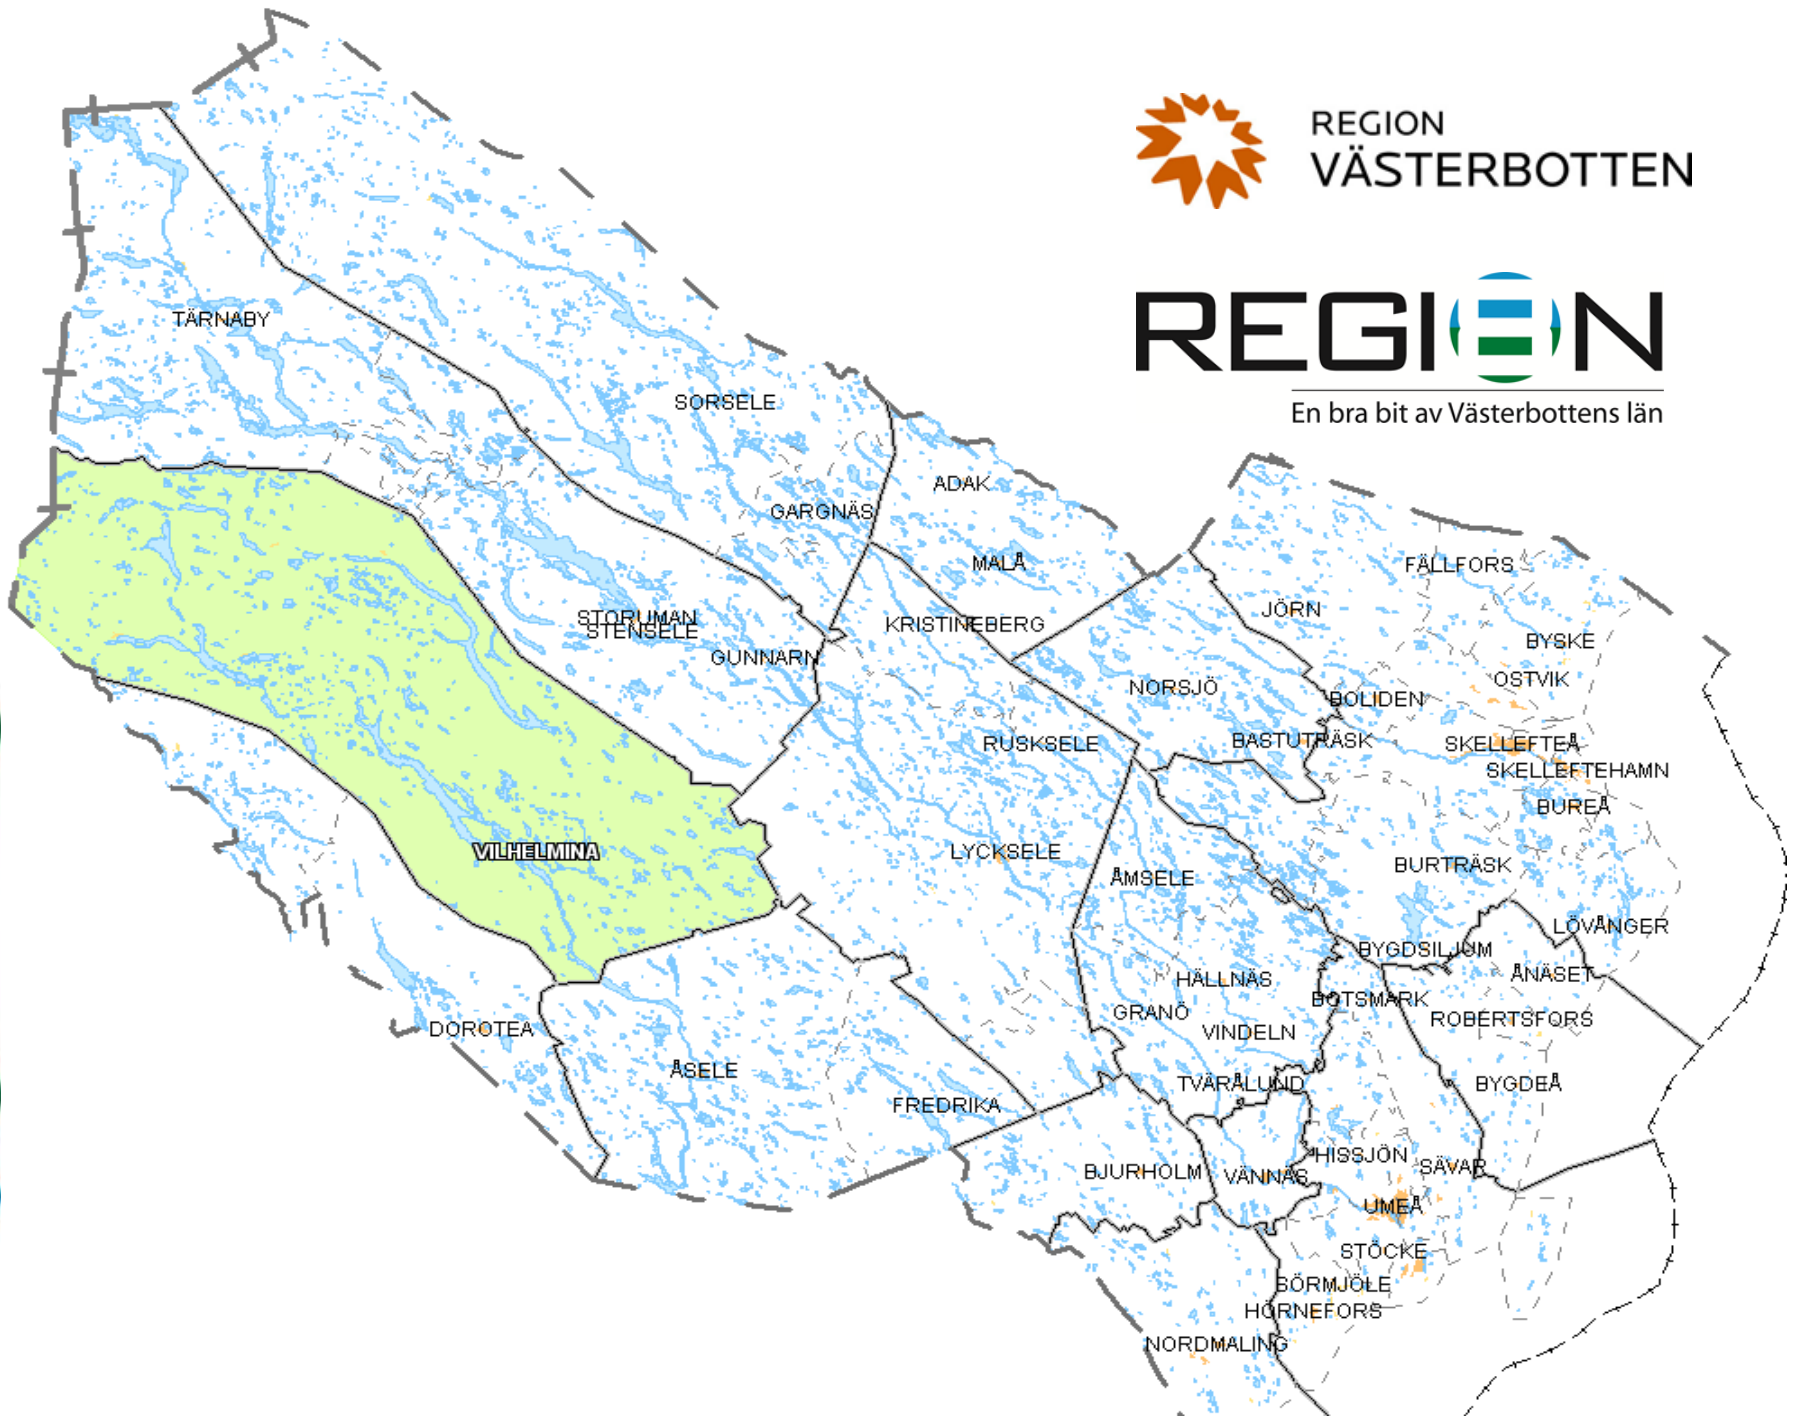 REGION
VÄSTERBOTTEN
REGION
En bra bit av Västerbottens län
TÄRNABY
SORSELE
ADAK
GARGNÄS
MALÅ
FÄLLFORS
JÖRN
STORUMAN
STENSELE
KRISTINEBERG
BYSKE
GUNNARN
OSTVIK
NORSJÖ
BOLIDEN
RUSKSELE
BASTUTRÄSK
SKELLEFTEÅ
SKELLEFTEHAMN
BUREÅ
VILHELMINA
LYCKSELE
BURTRÄSK
ÅMSELE
LÖVÅNGER
BYGDSILJUM
ÅNÄSET
HÄLLNÄS
BOTSMARK
GRANÖ
ROBERTSFORS
DOROTEA
VINDELN
ÅSELE
TVÄRÅLUND
BYGDEÅ
FREDRIKA
HISSJÖN
SÄVAR
BJURHOLM
VÄNNÄS
UMEÅ
STÖCKE
SÖRMJÖLE
HÖRNEFORS
NORDMALING